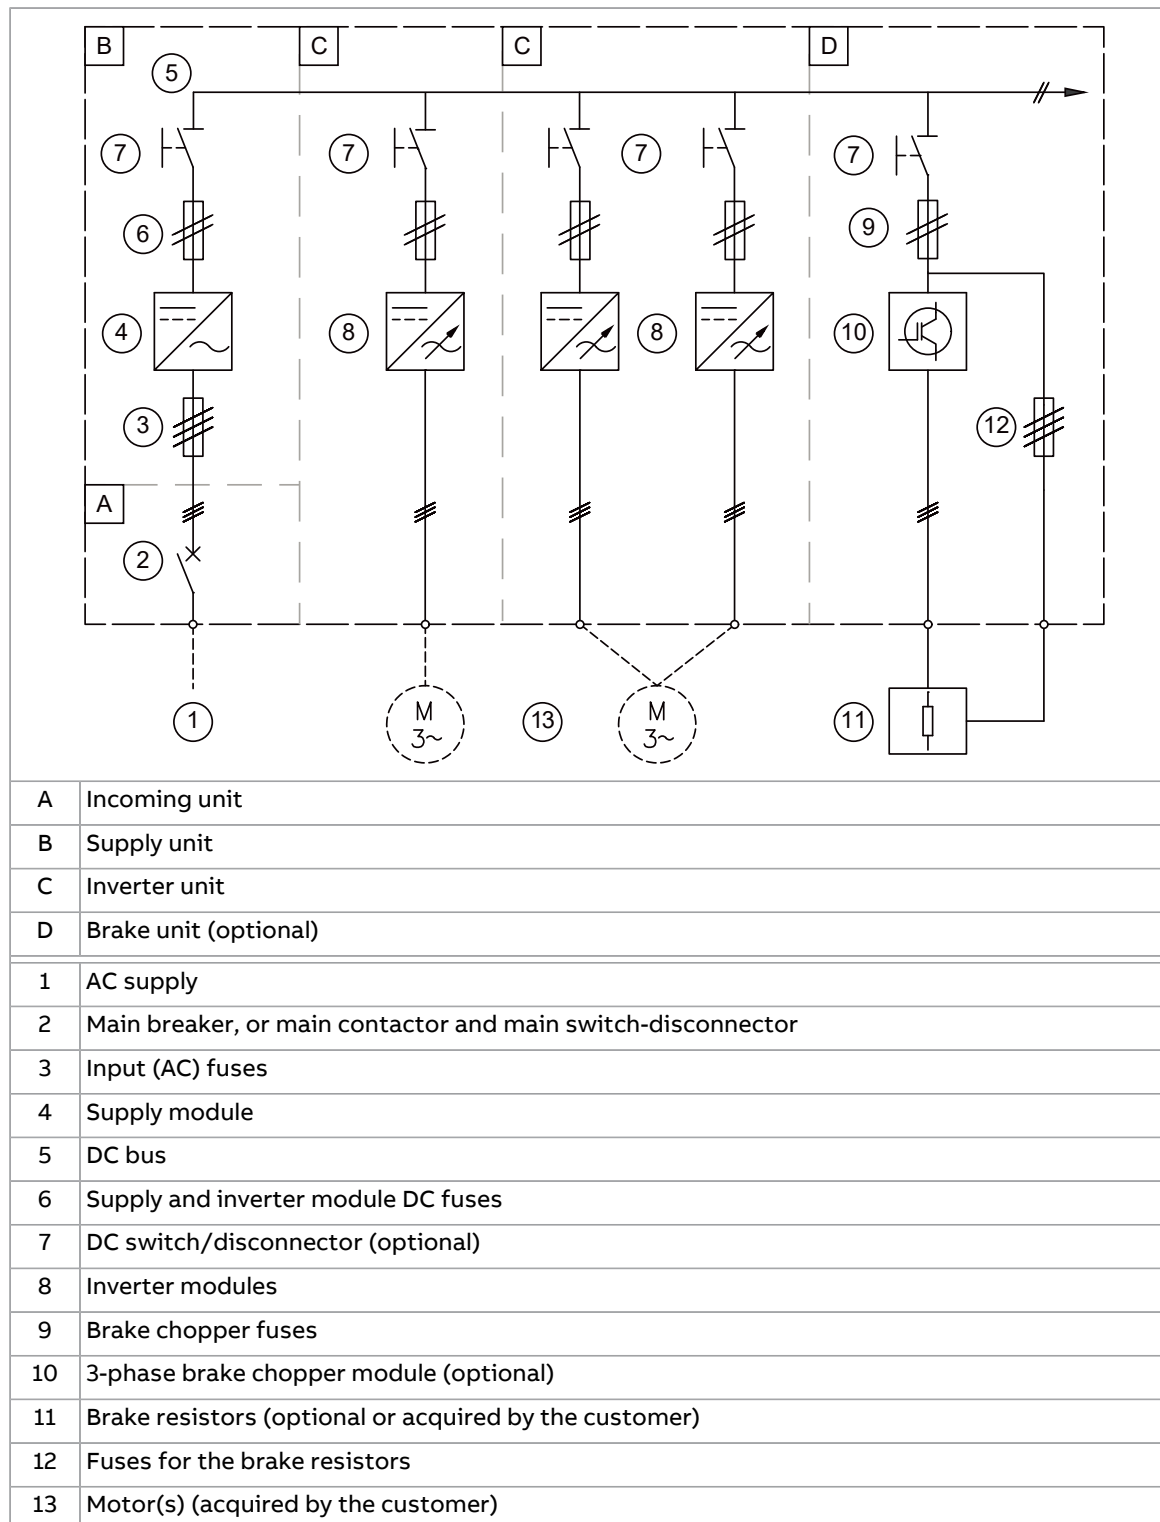 B
C
C
D
5
7
7
7
7
6
9
4
8
8
10
3
12
A
2
1
M
3~
13
M
3~
11
A Incoming unit
B Supply unit
C Inverter unit
D Brake unit (optional)
1 AC supply
2 Main breaker, or main contactor and main switch-disconnector
3 Input (AC) fuses
4 Supply module
5 DC bus
6 Supply and inverter module DC fuses
7 DC switch/disconnector (optional)
8 Inverter modules
9 Brake chopper fuses
10 3-phase brake chopper module (optional)
11 Brake resistors (optional or acquired by the customer)
12 Fuses for the brake resistors
13 Motor(s) (acquired by the customer)